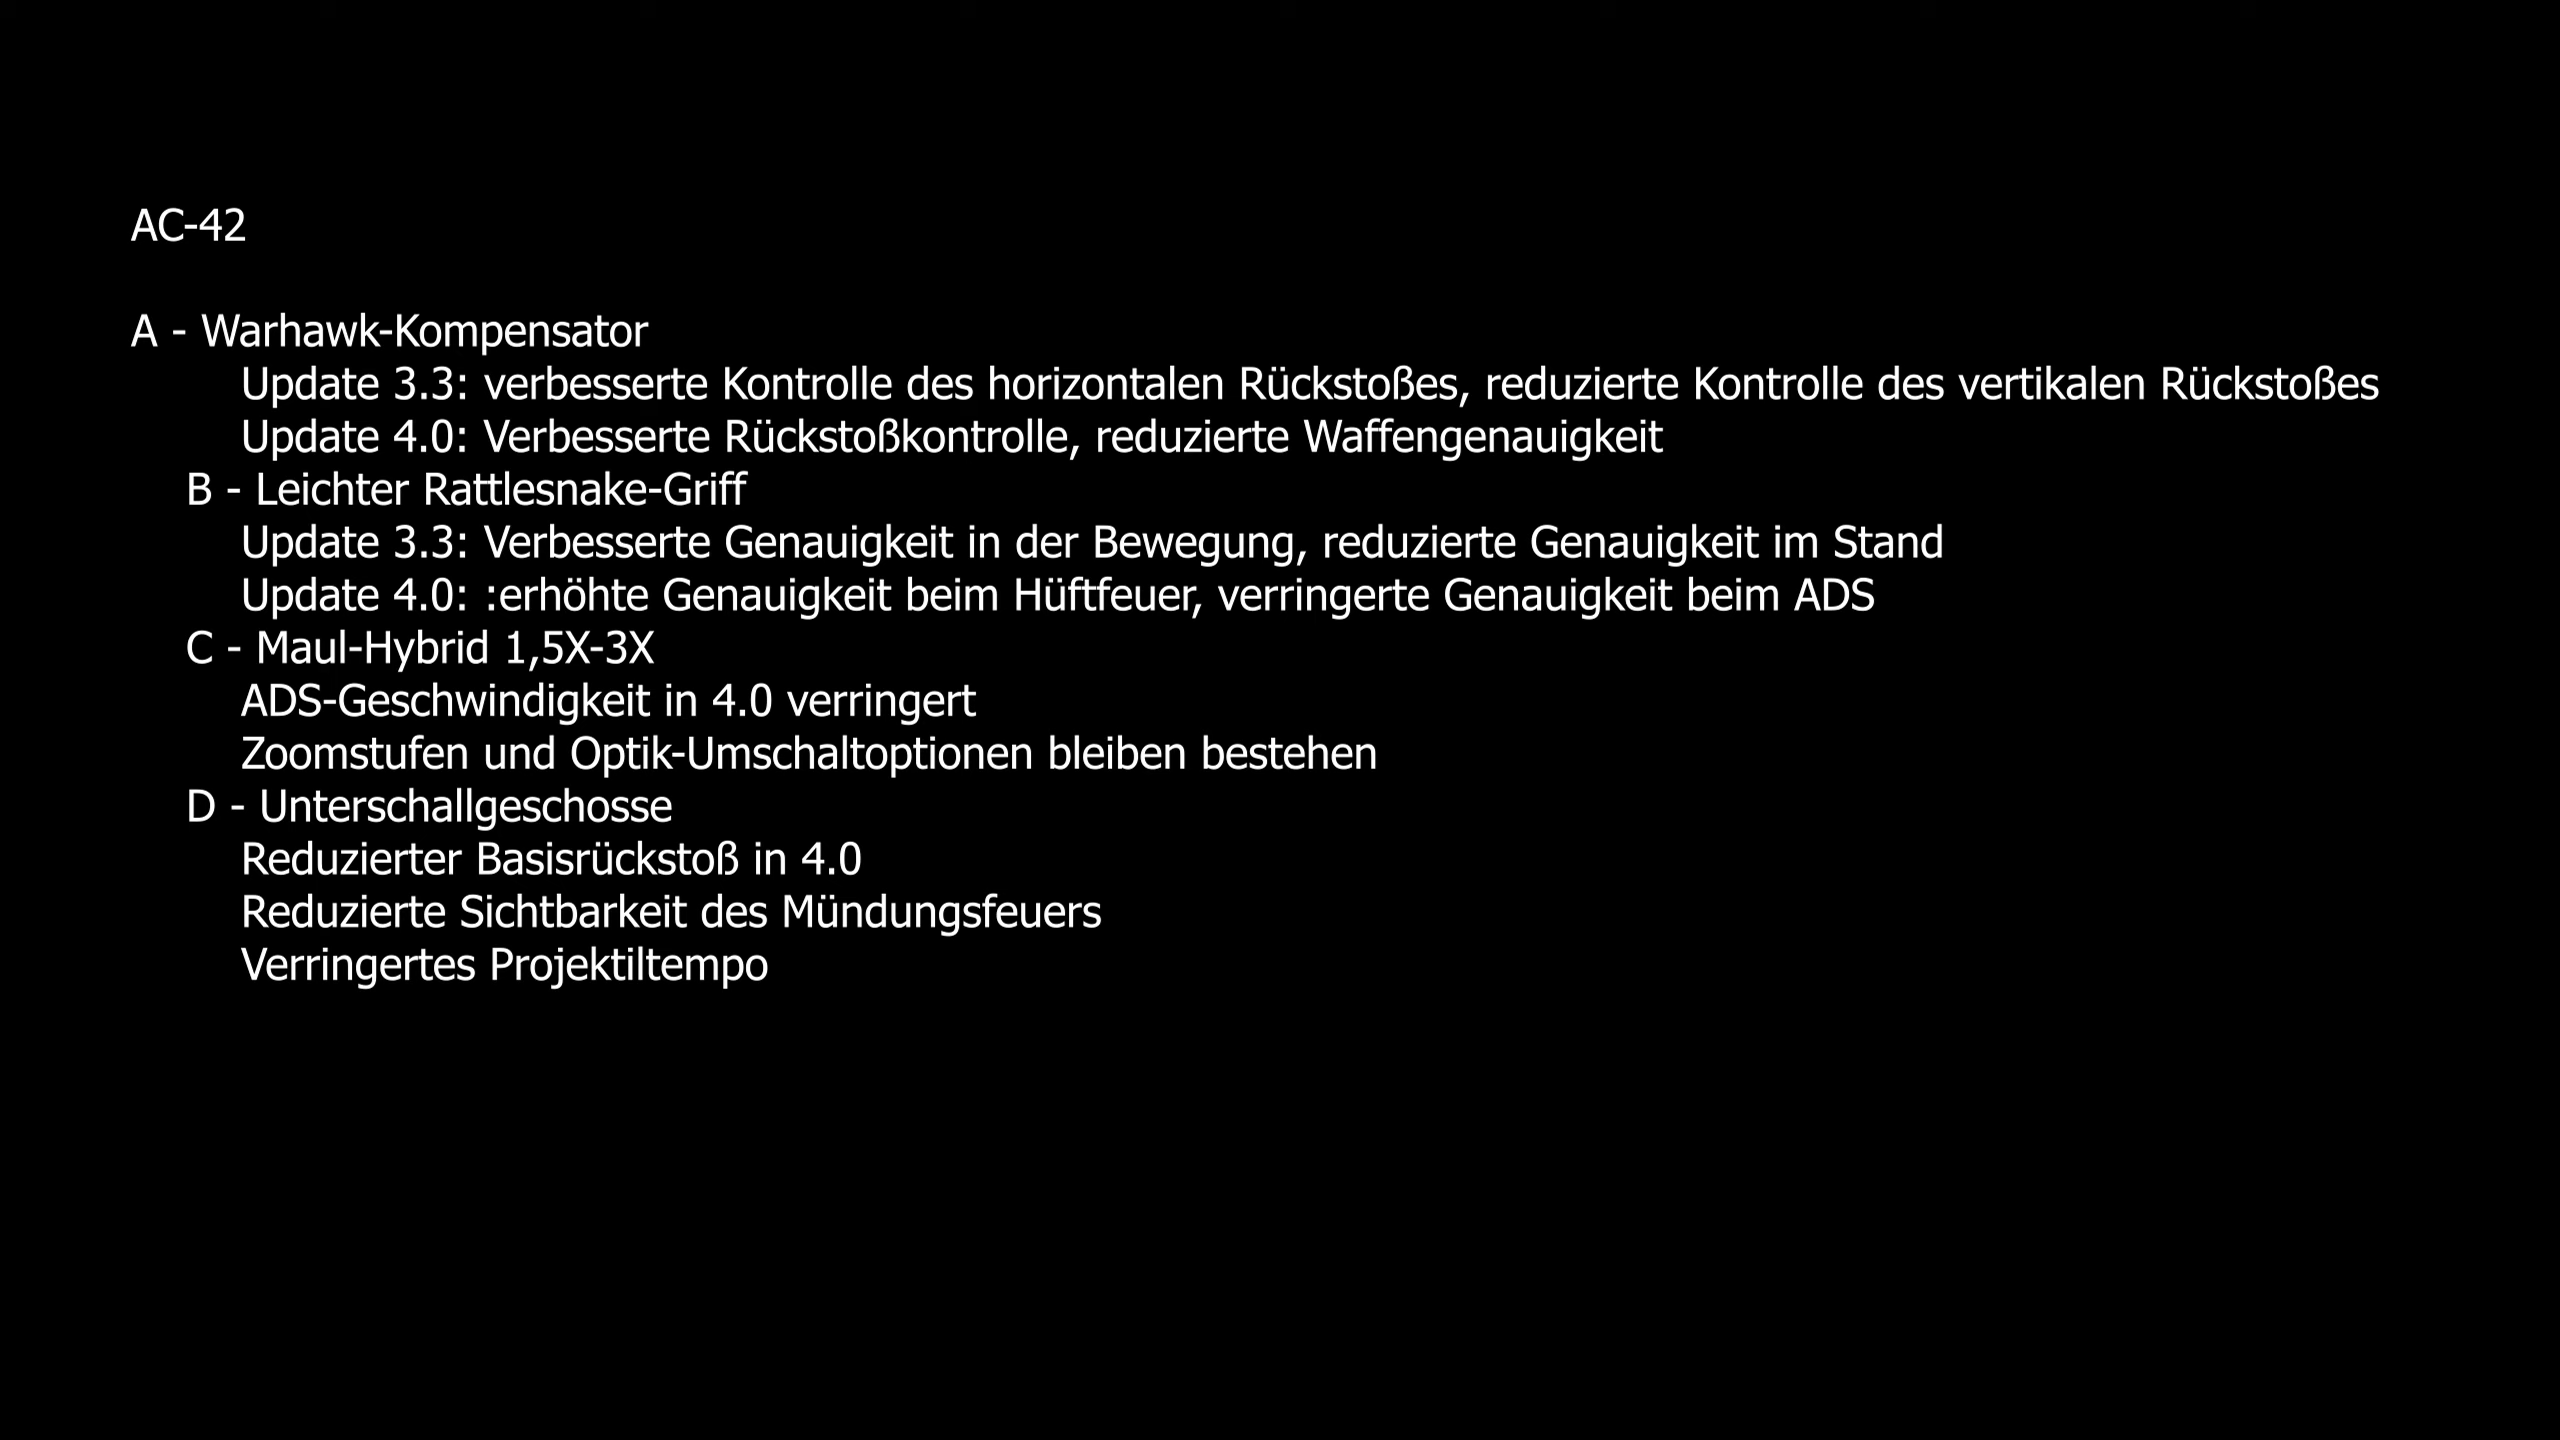 AC-42
A - Warhawk-Kompensator
Update 3.3: verbesserte Kontrolle des horizontalen Rückstoßes, reduzierte Kontrolle des vertikalen Rückstoßes
Update 4.0: Verbesserte Rückstoßkontrolle, reduzierte Waffengenauigkeit
B - Leichter Rattlesnake-Griff
Update 3.3: Verbesserte Genauigkeit in der Bewegung, reduzierte Genauigkeit im Stand
Update 4.0: :erhöhte Genauigkeit beim Hüftfeuer, verringerte Genauigkeit beim ADS
C - Maul-Hybrid 1,5X-3X
ADS-Geschwindigkeit in 4.0 verringert
Zoomstufen und Optik-Umschaltoptionen bleiben bestehen
D - Unterschallgeschosse
Reduzierter Basisrückstoß in 4.0
Reduzierte Sichtbarkeit des Mündungsfeuers
Verringertes Projektiltempo